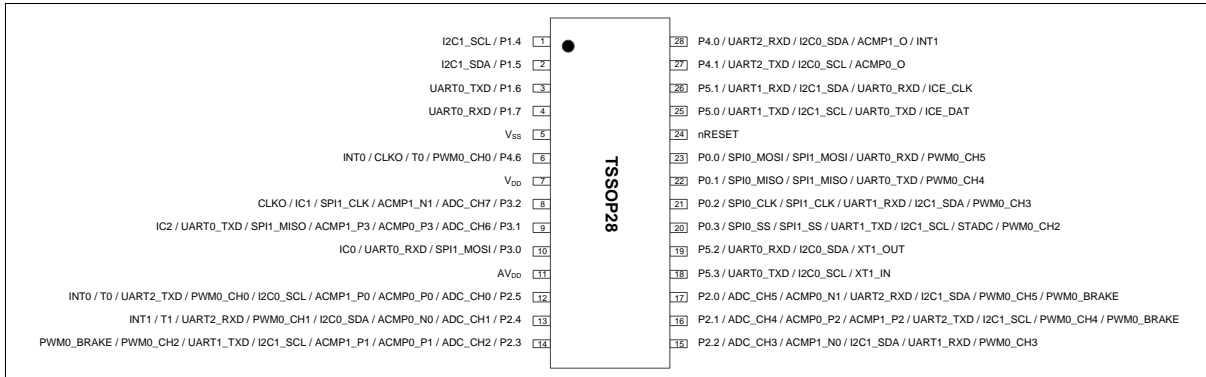 I2C1_SCL / P1.4 1
I2C1_SDA / P1.5 2
UART0_TXD / P1.6 3
UART0_RXD / P1.7 4
VSS 5
INT0 / CLKO / T0 / PWM0_CH0 / P4.6 6
VDD 7
CLKO / IC1 / SPI1_CLK / ACMP1_N1 / ADC_CH7 / P3.2 8
IC2 / UART0_TXD / SPI1_MISO / ACMP1_P3 / ACMP0_P3 / ADC_CH6 / P3.1 9
IC0 / UART0_RXD / SPI1_MOSI / P3.0 10
AVDD 11
INT0 / T0 / UART2_TXD / PWM0_CH0 / I2C0_SCL / ACMP1_P0 / ACMP0_P0 / ADC_CH0 / P2.5 12
INT1 / T1 / UART2_RXD / PWM0_CH1 / I2C0_SDA / ACMP0_N0 / ADC_CH1 / P2.4 13
PWM0_BRAKE / PWM0_CH2 / UART1_TXD / I2C1_SCL / ACMP1_P1 / ACMP0_P1 / ADC_CH2 / P2.3 14
TSSOP28
28 P4.0 / UART2_RXD / I2C0_SDA / ACMP1_O / INT1
27 P4.1 / UART2_TXD / I2C0_SCL / ACMP0_O
26 P5.1 / UART1_RXD / I2C1_SDA / UART0_RXD / ICE_CLK
25 P5.0 / UART1_TXD / I2C1_SCL / UART0_TXD / ICE_DAT
24 nRESET
23 P0.0 / SPI0_MOSI / SPI1_MOSI / UART0_RXD / PWM0_CH5
22 P0.1 / SPI0_MISO / SPI1_MISO / UART0_TXD / PWM0_CH4
21 P0.2 / SPI0_CLK / SPI1_CLK / UART1_RXD / I2C1_SDA / PWM0_CH3
20 P0.3 / SPI0_SS / SPI1_SS / UART1_TXD / I2C1_SCL / STADC / PWM0_CH2
19 P5.2 / UART0_RXD / I2C0_SDA / XT1_OUT
18 P5.3 / UART0_TXD / I2C0_SCL / XT1_IN
17 P2.0 / ADC_CH5 / ACMP0_N1 / UART2_RXD / I2C1_SDA / PWM0_CH5 / PWM0_BRAKE
16 P2.1 / ADC_CH4 / ACMP0_P2 / ACMP1_P2 / UART2_TXD / I2C1_SCL / PWM0_CH4 / PWM0_BRAKE
15 P2.2 / ADC_CH3 / ACMP1_N0 / I2C1_SDA / UART1_RXD / PWM0_CH3